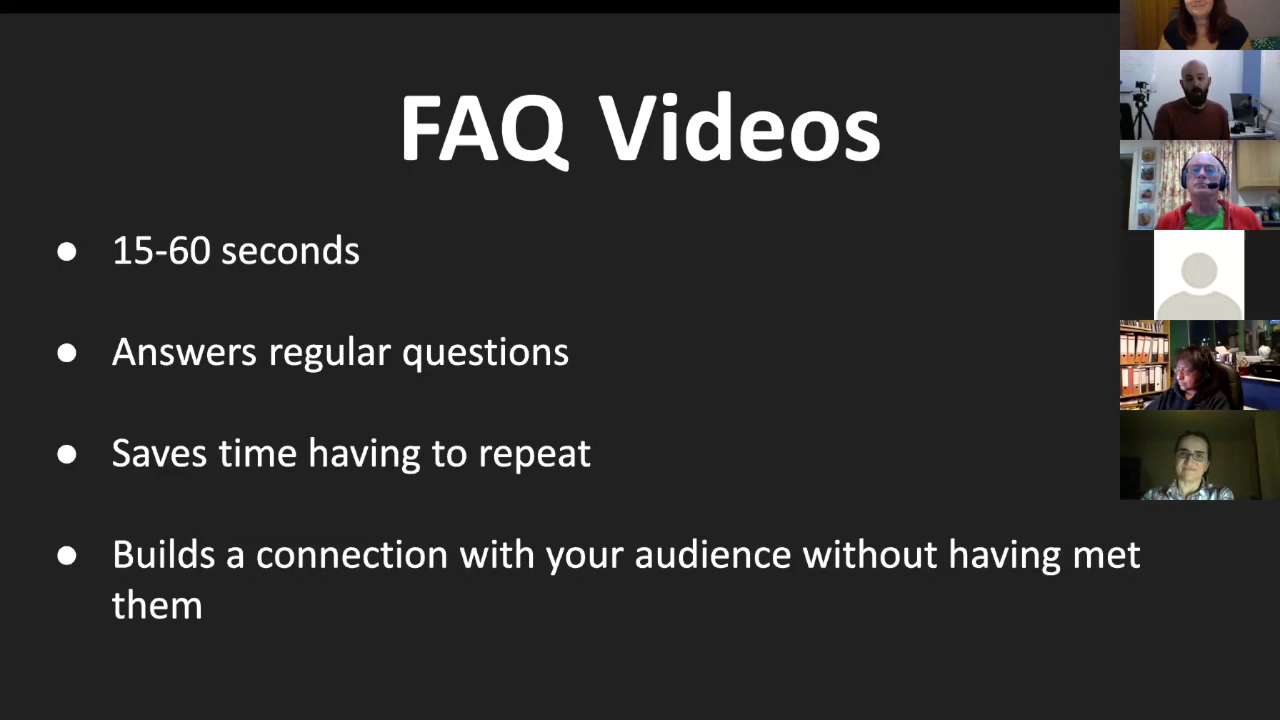 FAQ Videos
● 15-60 seconds
● Answers regular questions
● Saves time having to repeat
● Builds a connection with your audience without having met
them